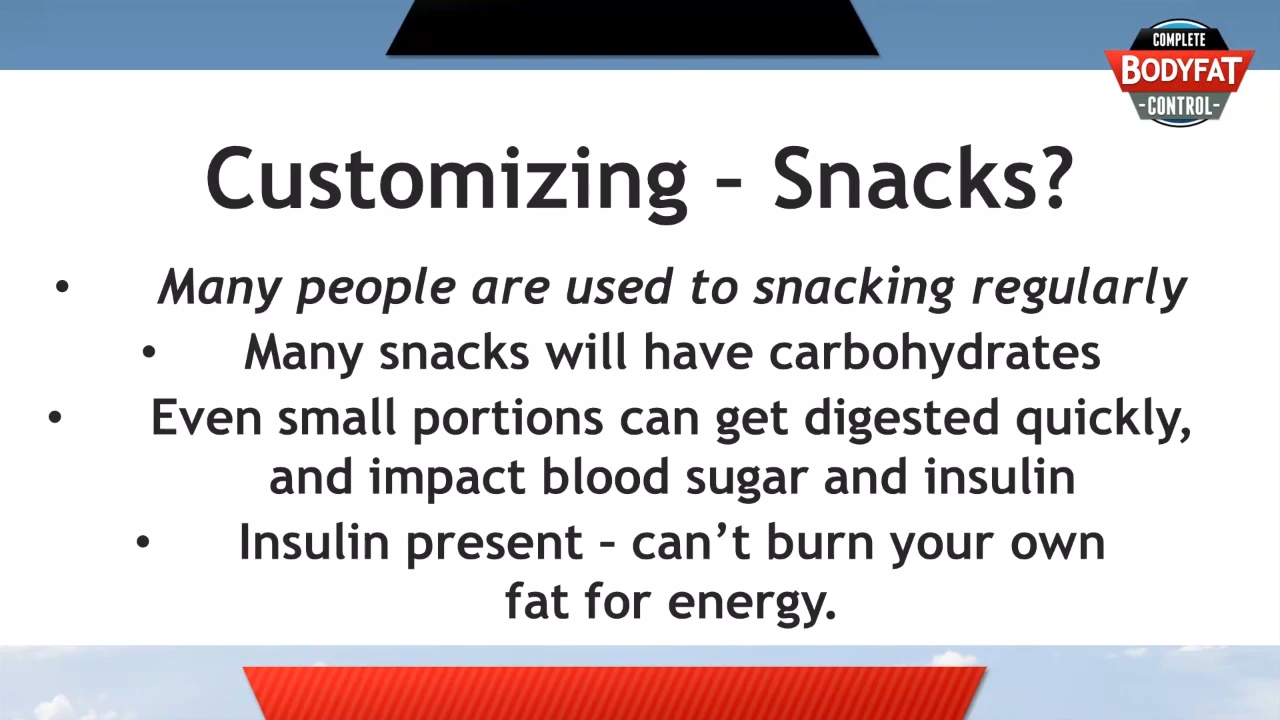 COMPLETE
BODYFAT
-CONTROL-
Customizing – Snacks?
• Many people are used to snacking regularly
• Many snacks will have carbohydrates
• Even small portions can get digested quickly,
and impact blood sugar and insulin
• Insulin present – can’t burn your own
fat for energy.